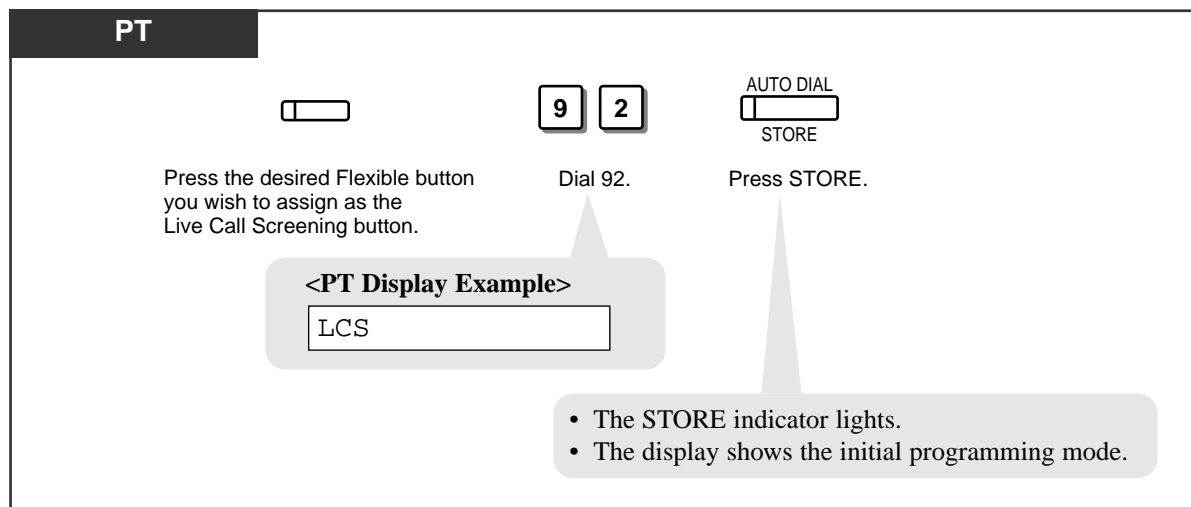 PT
9 2
AUTO DIAL
STORE
Press the desired Flexible button
you wish to assign as the
Live Call Screening button.
Dial 92.
Press STORE.
<PT Display Example>
LCS
• The STORE indicator lights.
• The display shows the initial programming mode.